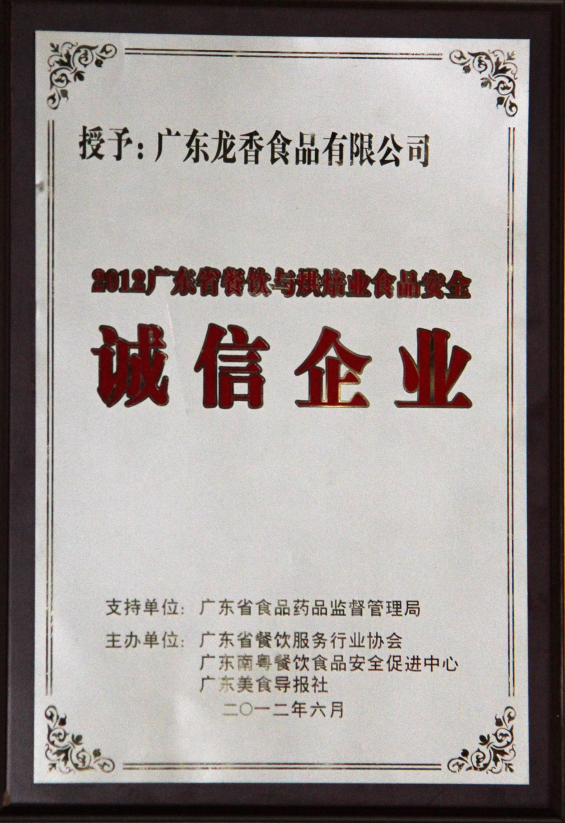 授予：广东龙香食品有限公司
2012广东省餐饮与烘焙业食品安全
诚信企业
支持单位：广东省食品药品监督管理局
主办单位：广东省餐饮服务行业协会
广东南粤餐饮食品安全促进中心
广东美食导报社
二〇一二年六月